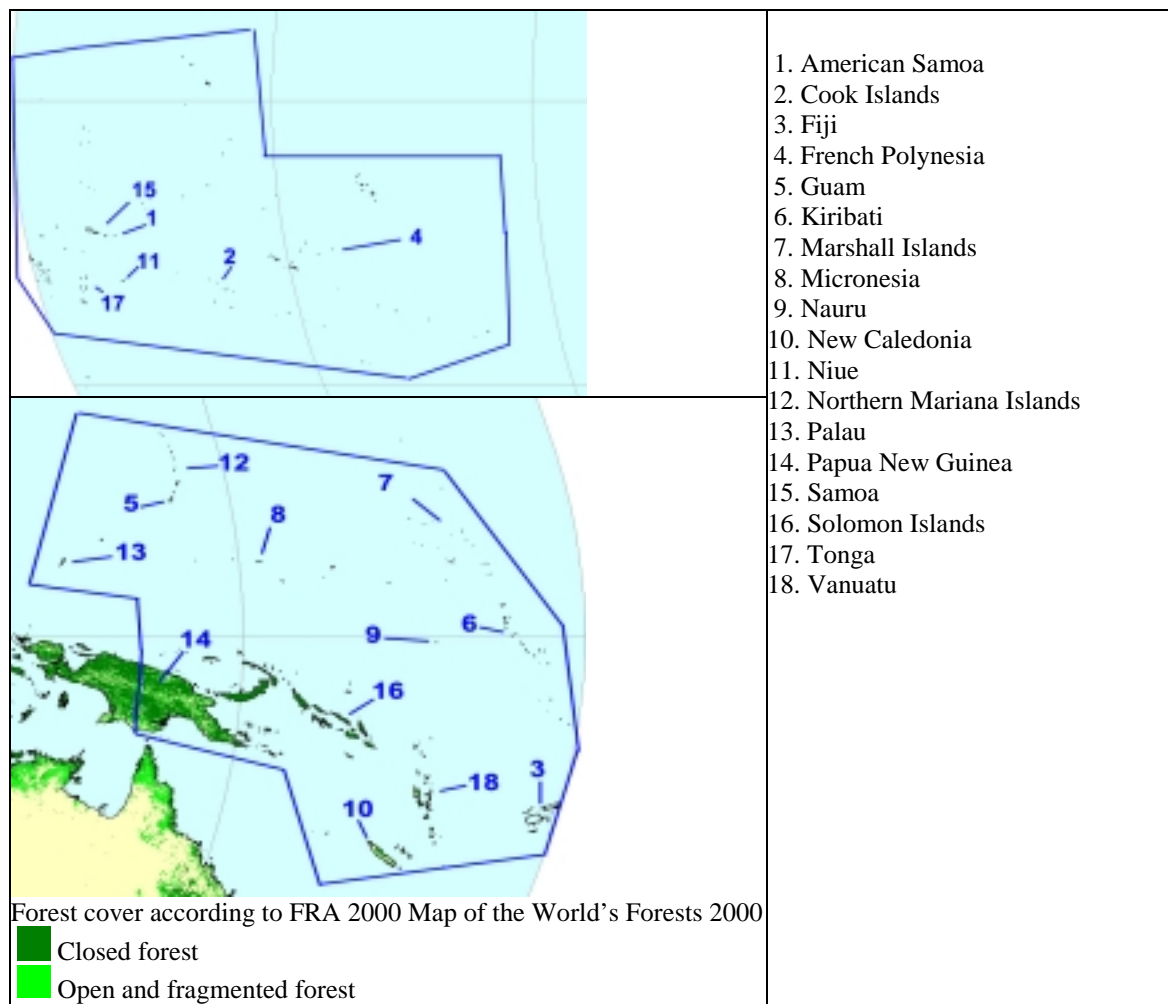 15
1
4
2
11
17
12
7
5
8
13
6
9
14
16
3
18
10
Forest cover according to FRA 2000 Map of the World's Forests 2000
Closed forest
Open and fragmented forest
1. American Samoa
2. Cook Islands
3. Fiji
4. French Polynesia
5. Guam
6. Kiribati
7. Marshall Islands
8. Micronesia
9. Nauru
10. New Caledonia
11. Niue
12. Northern Mariana Islands
13. Palau
14. Papua New Guinea
15. Samoa
16. Solomon Islands
17. Tonga
18. Vanuatu